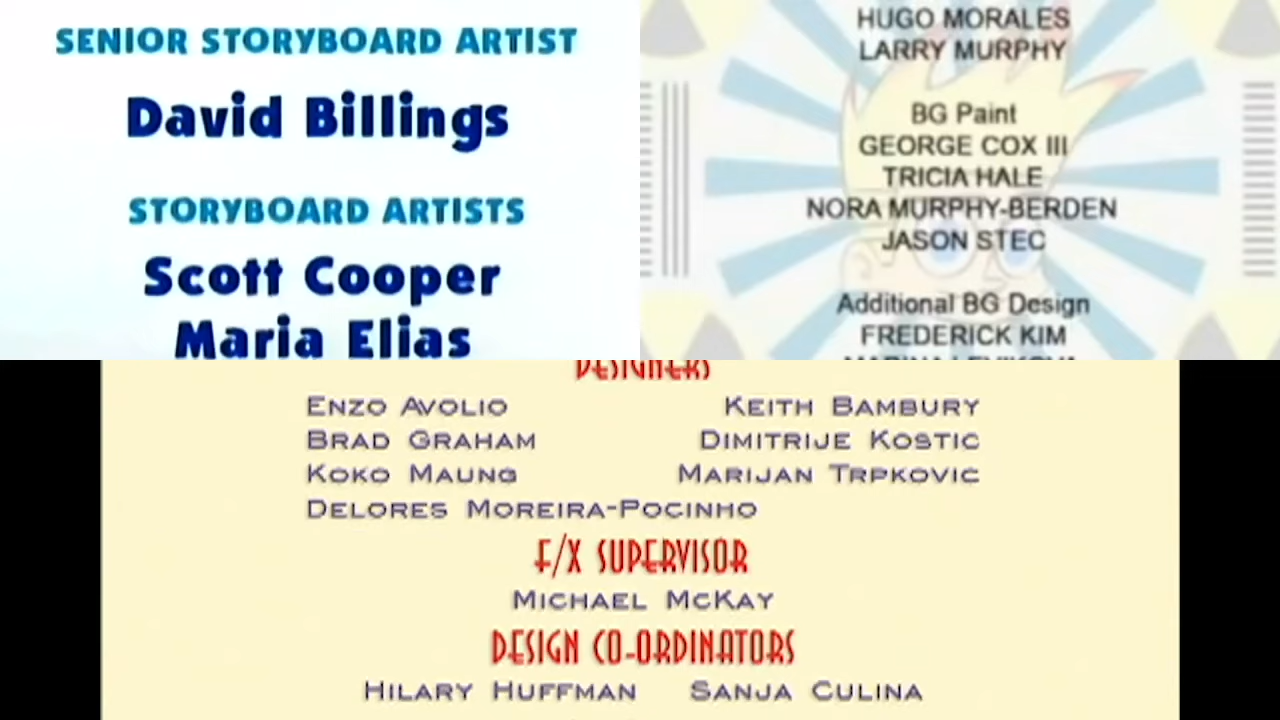 SENIOR STORYBOARD ARTIST
David Billings
STORYBOARD ARTISTS
Scott Cooper
Maria Elias
HUGO MORALES
LARRY MURPHY
BG Paint
GEORGE COX III
TRICIA HALE
NORA MURPHY-BERDEN
JASON STEC
Additional BG Design
FREDERICK KIM
DESIGNERS
ENZO AVOLIO KEITH BAMBURY
BRAD GRAHAM DIMITRIJE KOSTIC
KOKO MAUNG MARIJAN TRPKOVIC
DELORES MOREIRA-POCINHO
F/X SUPERVISOR
MICHAEL MCKAY
DESIGN CO-ORDINATORS
HILARY HUFFMAN SANJA CULINA